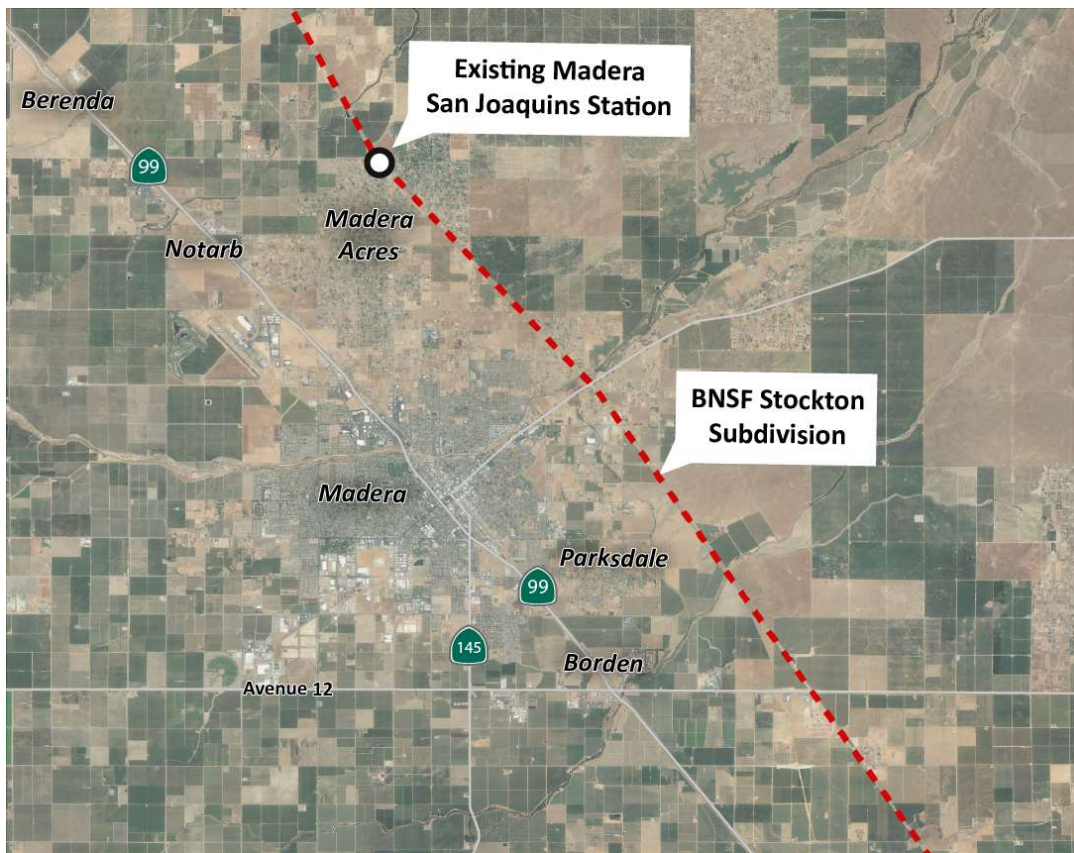 Existing Madera
San Joaquins Station
Berenda
99
Madera
Acres
Notarb
BNSF Stockton
Subdivision
Madera
Parksdale
99
145
Borden
Avenue 12